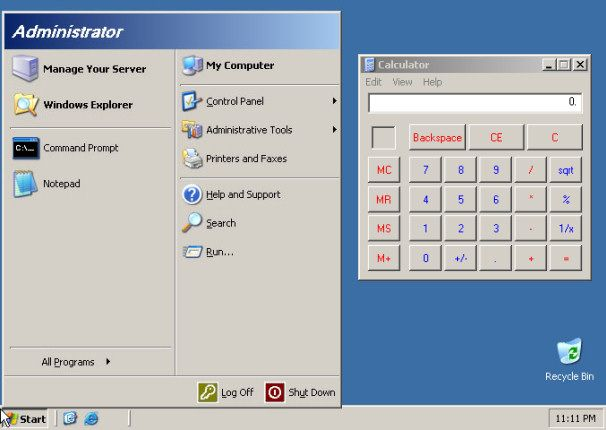 Administrator
Manage Your Server
Windows Explorer
C:\_
Command Prompt
Notepad
All Programs
My Computer
Control Panel
Administrative Tools
Printers and Faxes
Help and Support
Search
Run...
Log Off
Shut Down
Calculator
Edit View Help
0.
Backspace CE C
MC 7 8 9 / sqrt
MR 4 5 6 * %
MS 1 2 3 - 1/x
M+ 0 +/- . + =
Recycle Bin
Start
11:11 PM